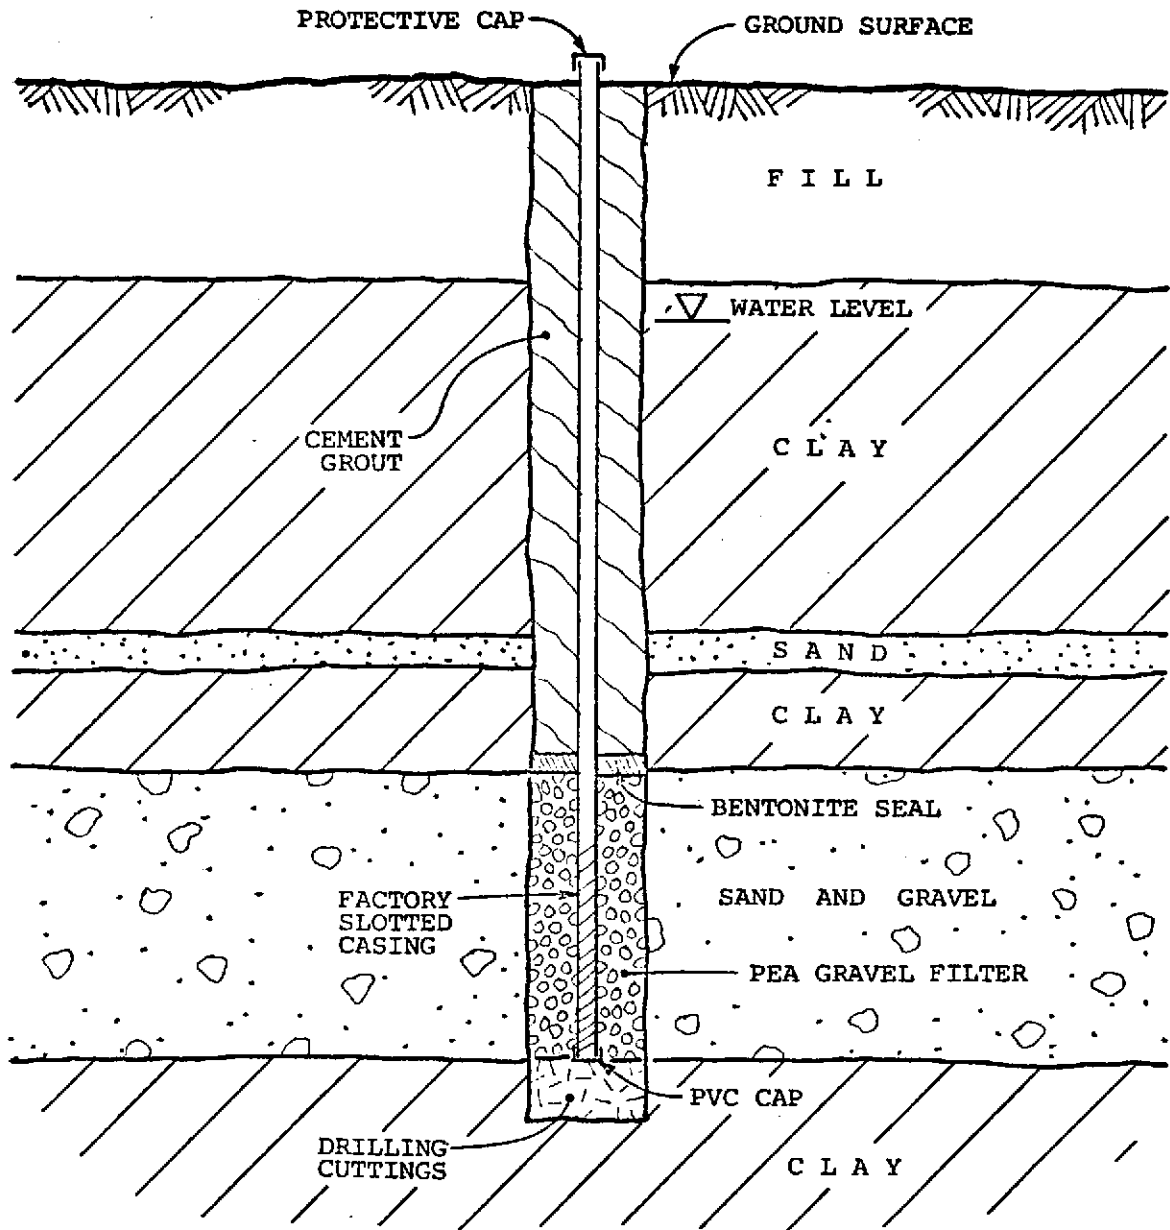 PROTECTIVE CAP
GROUND SURFACE
FILL
WATER LEVEL
CEMENT
GROUT
CLAY
SAND
CLAY
BENTONITE SEAL
FACTORY
SLOTTED
CASING
SAND AND GRAVEL
PEA GRAVEL FILTER
PVC CAP
DRILLING
CUTTINGS
CLAY